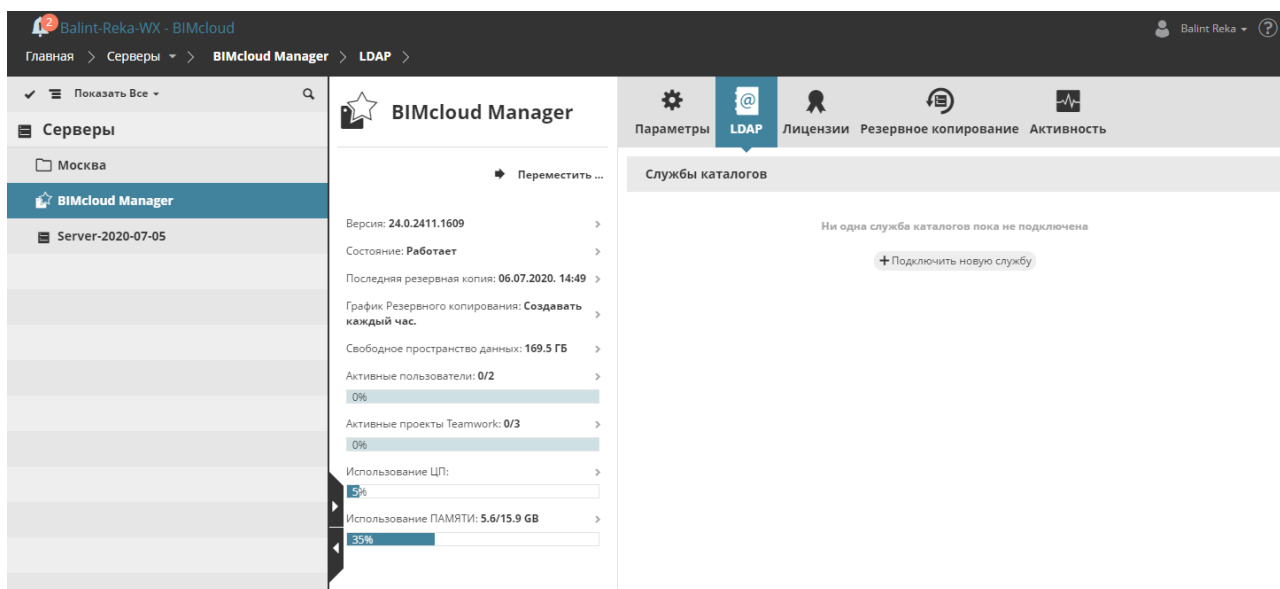 2
Balint-Reka-WX - BIMcloud
Balint Reka
?
Главная > Серверы > BIMcloud Manager > LDAP >
Показать Все
Серверы
Москва
BIMcloud Manager
Server-2020-07-05
BIMcloud Manager
Переместить ...
Версия: 24.0.2411.1609
Состояние: Работает
Последняя резервная копия: 06.07.2020. 14:49
График Резервного копирования: Создавать
каждый час.
Свободное пространство данных: 169.5 ГБ
Активные пользователи: 0/2
0%
Активные проекты Teamwork: 0/3
0%
Использование ЦП:
5%
Использование ПАМЯТИ: 5.6/15.9 GB
35%
Параметры
@
LDAP
Лицензии
Резервное копирование
Активность
Службы каталогов
Ни одна служба каталогов пока не подключена
+Подключить новую службу